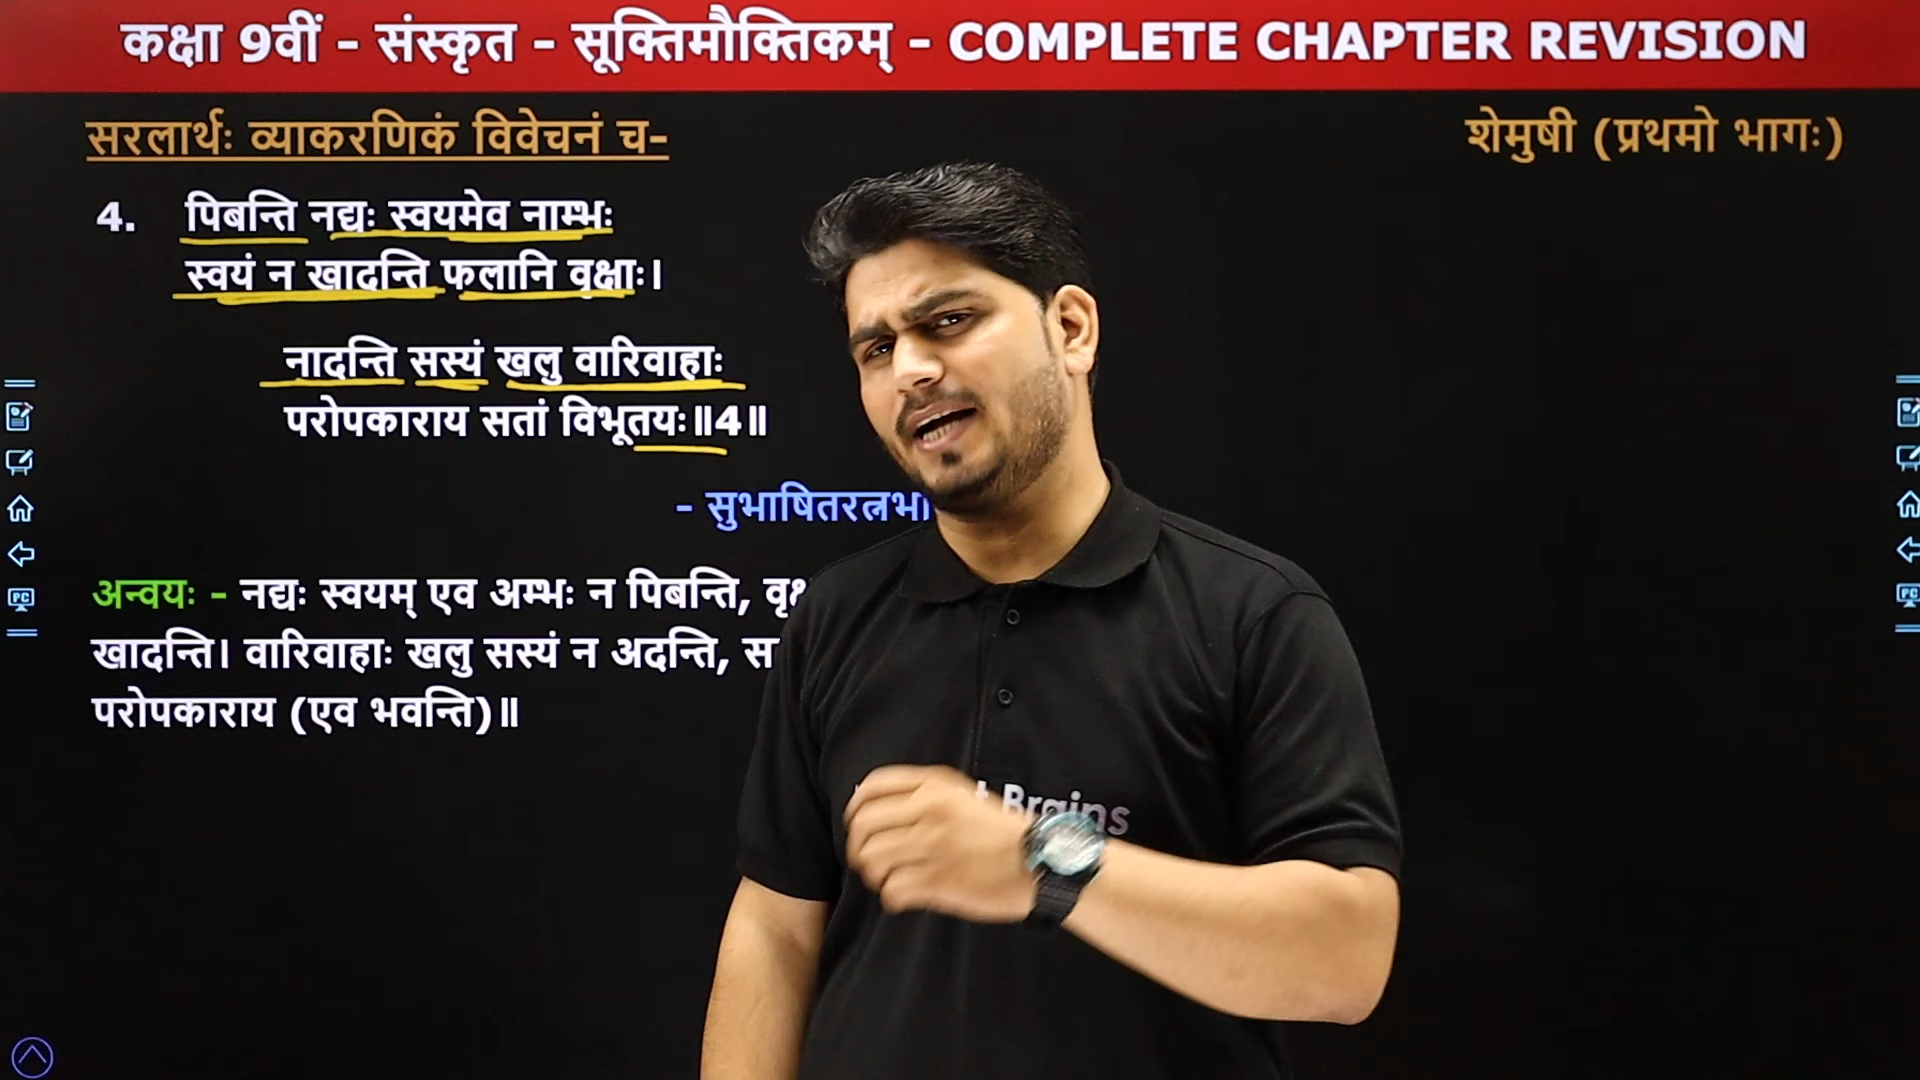 कक्षा 9वीं - संस्कृत - सूक्तिमौक्तिकम् - COMPLETE CHAPTER REVISION
सरलार्थः व्याकरणिकं विवेचनं च-
शेमुषी (प्रथमो भागः)
4. पिबन्ति नद्यः स्वयमेव नाम्भः
स्वयं न खादन्ति फलानि वृक्षाः।
नादन्ति सस्यं खलु वारिवाहाः
परोपकाराय सतां विभूतयः॥4॥
अन्वयः - नद्यः स्वयम् एव अम्भः न पिबन्ति,
खादन्ति। वारिवाहाः खलु सस्यं न अदन्ति,
परोपकाराय (एव भवन्ति)॥
Brains
PC
PC